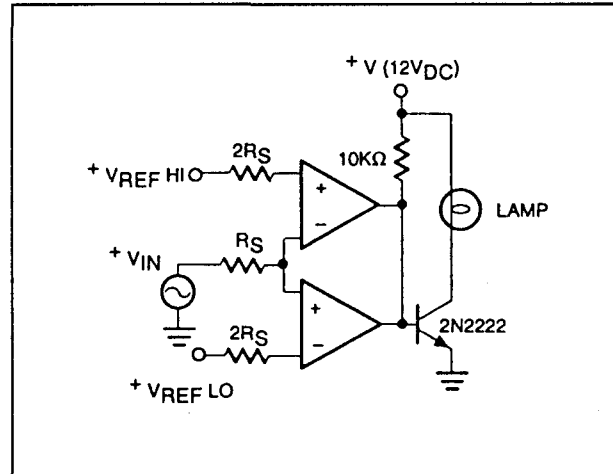 + V (12VDC)
2RS
10KΩ
+ VREF HI
+
−
LAMP
+ VIN
RS
+
−
2N2222
2RS
+ VREF LO